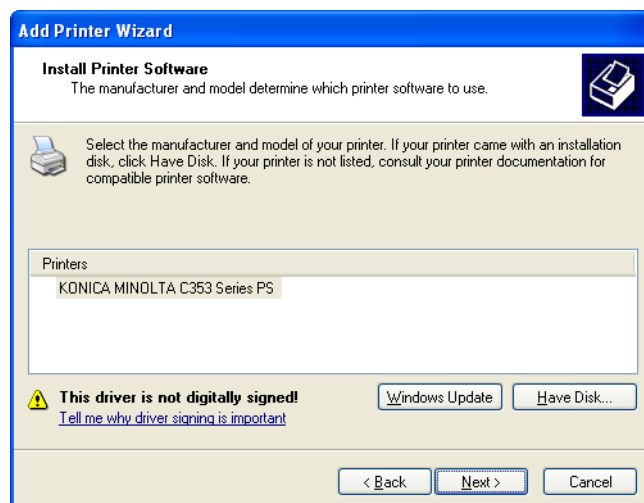 Add Printer Wizard
Install Printer Software
The manufacturer and model determine which printer software to use.
Select the manufacturer and model of your printer. If your printer came with an installation
disk, click Have Disk. If your printer is not listed, consult your printer documentation for
compatible printer software.
Printers
KONICA MINOLTA C353 Series PS
This driver is not digitally signed!
Tell me why driver signing is important
Windows Update
Have Disk...
< Back
Next >
Cancel